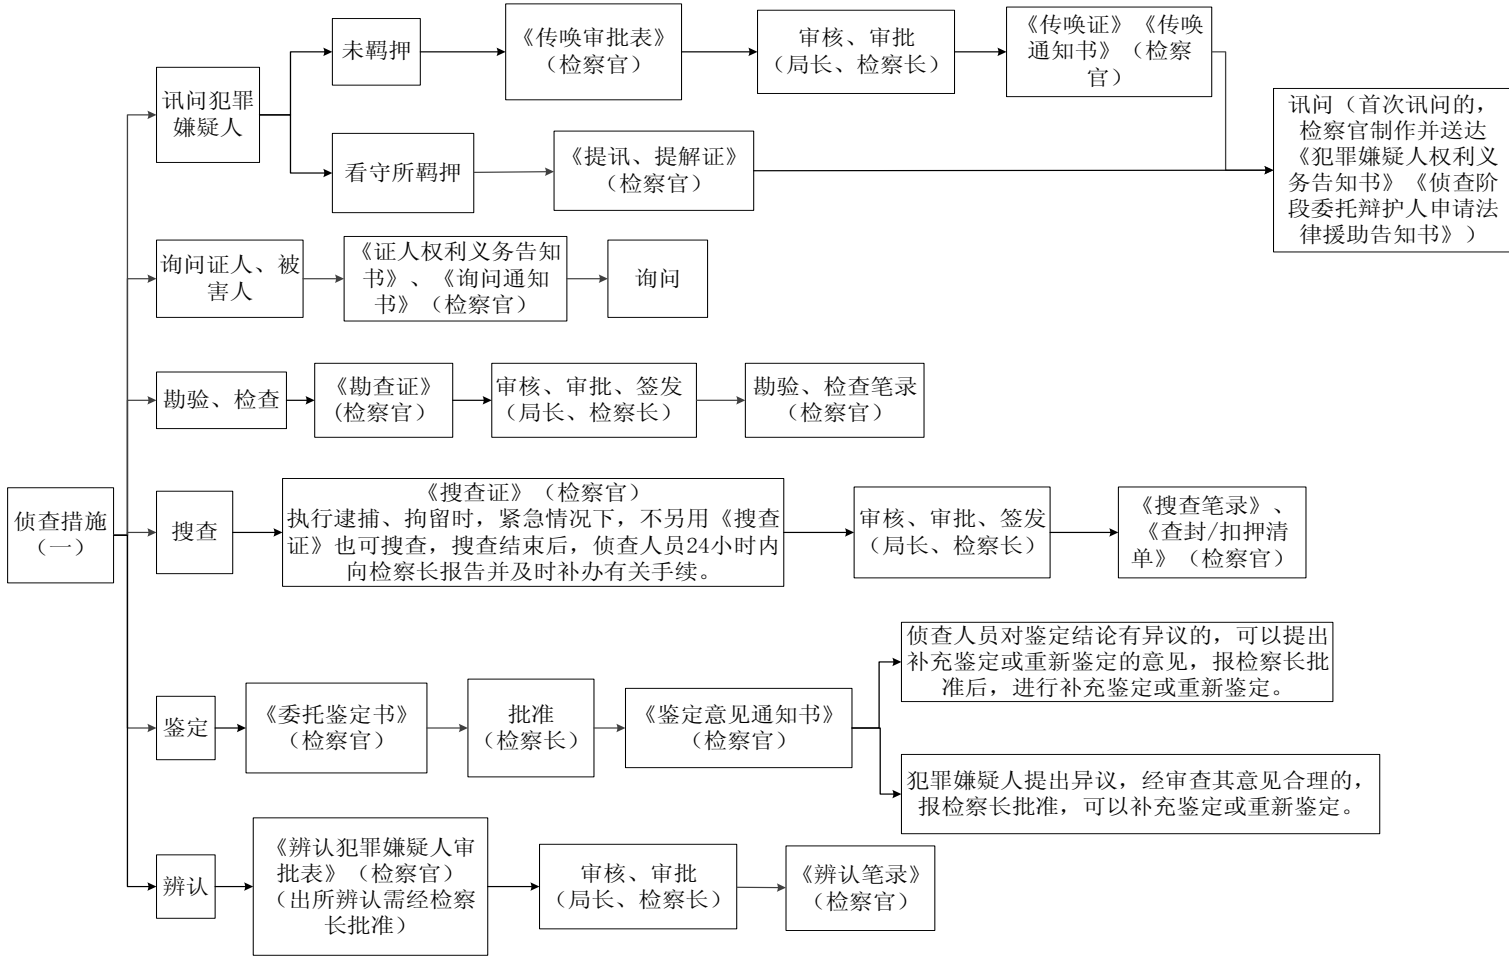 侦查措施
（一）
讯问犯罪
嫌疑人
未羁押
《传唤审批表》
（检察官）
审核、审批
（局长、检察长）
《传唤证》《传唤
通知书》（检察
官）
看守所羁押
《提讯、提解证》
（检察官）
讯问（首次讯问的，
检察官制作并送达
《犯罪嫌疑人权利义
务告知书》《侦查阶
段委托辩护人申请法
律援助告知书》）
询问证人、被
害人
《证人权利义务告知
书》、《询问通知
书》（检察官）
询问
勘验、检查
《勘查证》
（检察官）
审核、审批、签发
（局长、检察长）
勘验、检查笔录
（检察官）
搜查
《搜查证》（检察官）
执行逮捕、拘留时，紧急情况下，不另用《搜查
证》也可搜查，搜查结束后，侦查人员24小时内
向检察长报告并及时补办有关手续。
审核、审批、签发
（局长、检察长）
《搜查笔录》、
《查封/扣押清
单》（检察官）
鉴定
《委托鉴定书》
（检察官）
批准
（检察长）
《鉴定意见通知书》
（检察官）
侦查人员对鉴定结论有异议的，可以提出
补充鉴定或重新鉴定的意见，报检察长批
准后，进行补充鉴定或重新鉴定。
犯罪嫌疑人提出异议，经审查其意见合理的，
报检察长批准，可以补充鉴定或重新鉴定。
辨认
《辨认犯罪嫌疑人审
批表》（检察官）
（出所辨认需经检察
长批准）
审核、审批
（局长、检察长）
《辨认笔录》
（检察官）